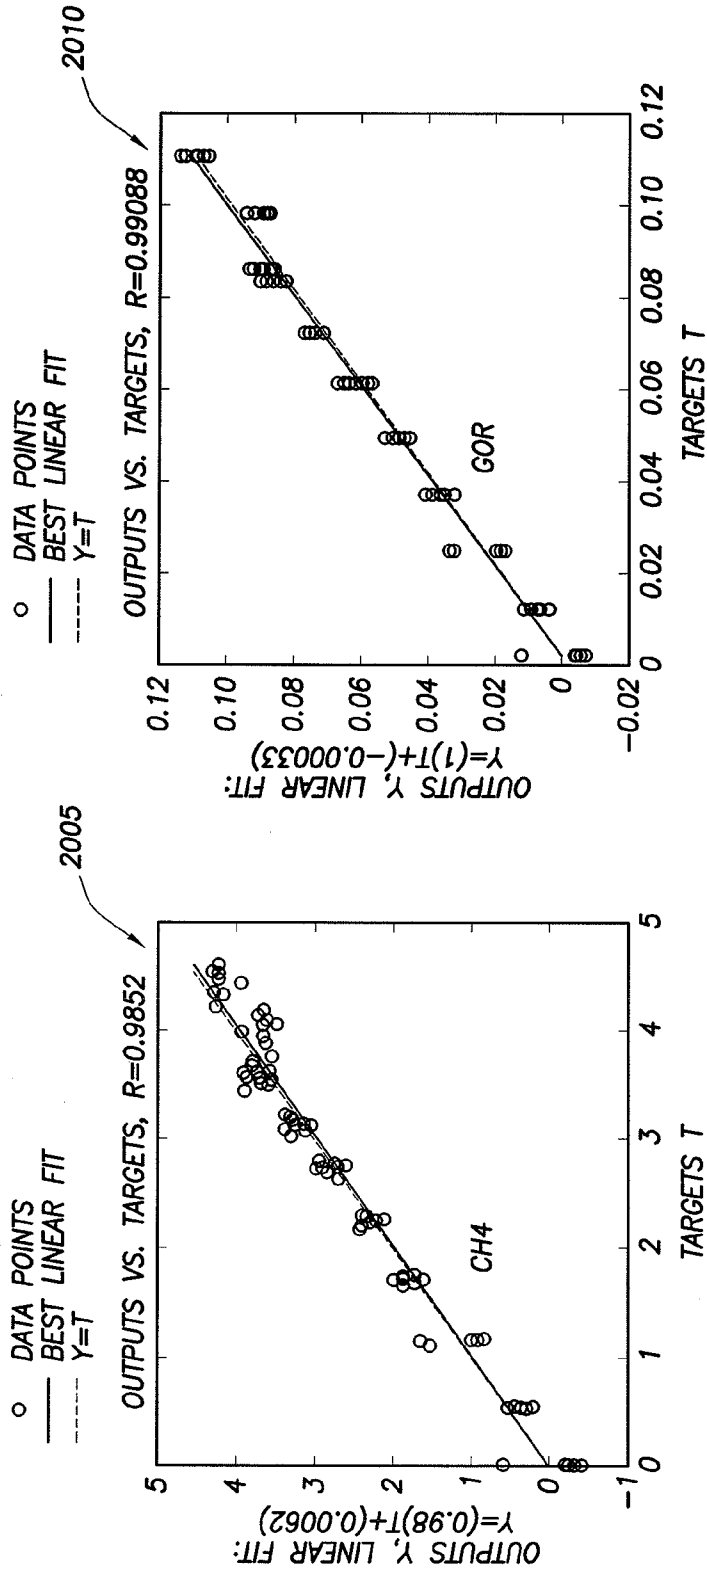 ○ DATA POINTS
— BEST LINEAR FIT
---- Y=T
2005
OUTPUTS VS. TARGETS, R=0.9852
OUTPUTS Y, LINEAR FIT:
Y=(0.98)T+(0.0062)
5
4
3
2
1
0
-1
CH4
0
1
2
3
4
5
TARGETS T
○ DATA POINTS
— BEST LINEAR FIT
---- Y=T
2010
OUTPUTS VS. TARGETS, R=0.99088
OUTPUTS Y, LINEAR FIT:
Y=(1)T+(-0.00033)
0.12
0.10
0.08
0.06
0.04
0.02
0
-0.02
GOR
0
0.02
0.04
0.06
0.08
0.10
0.12
TARGETS T